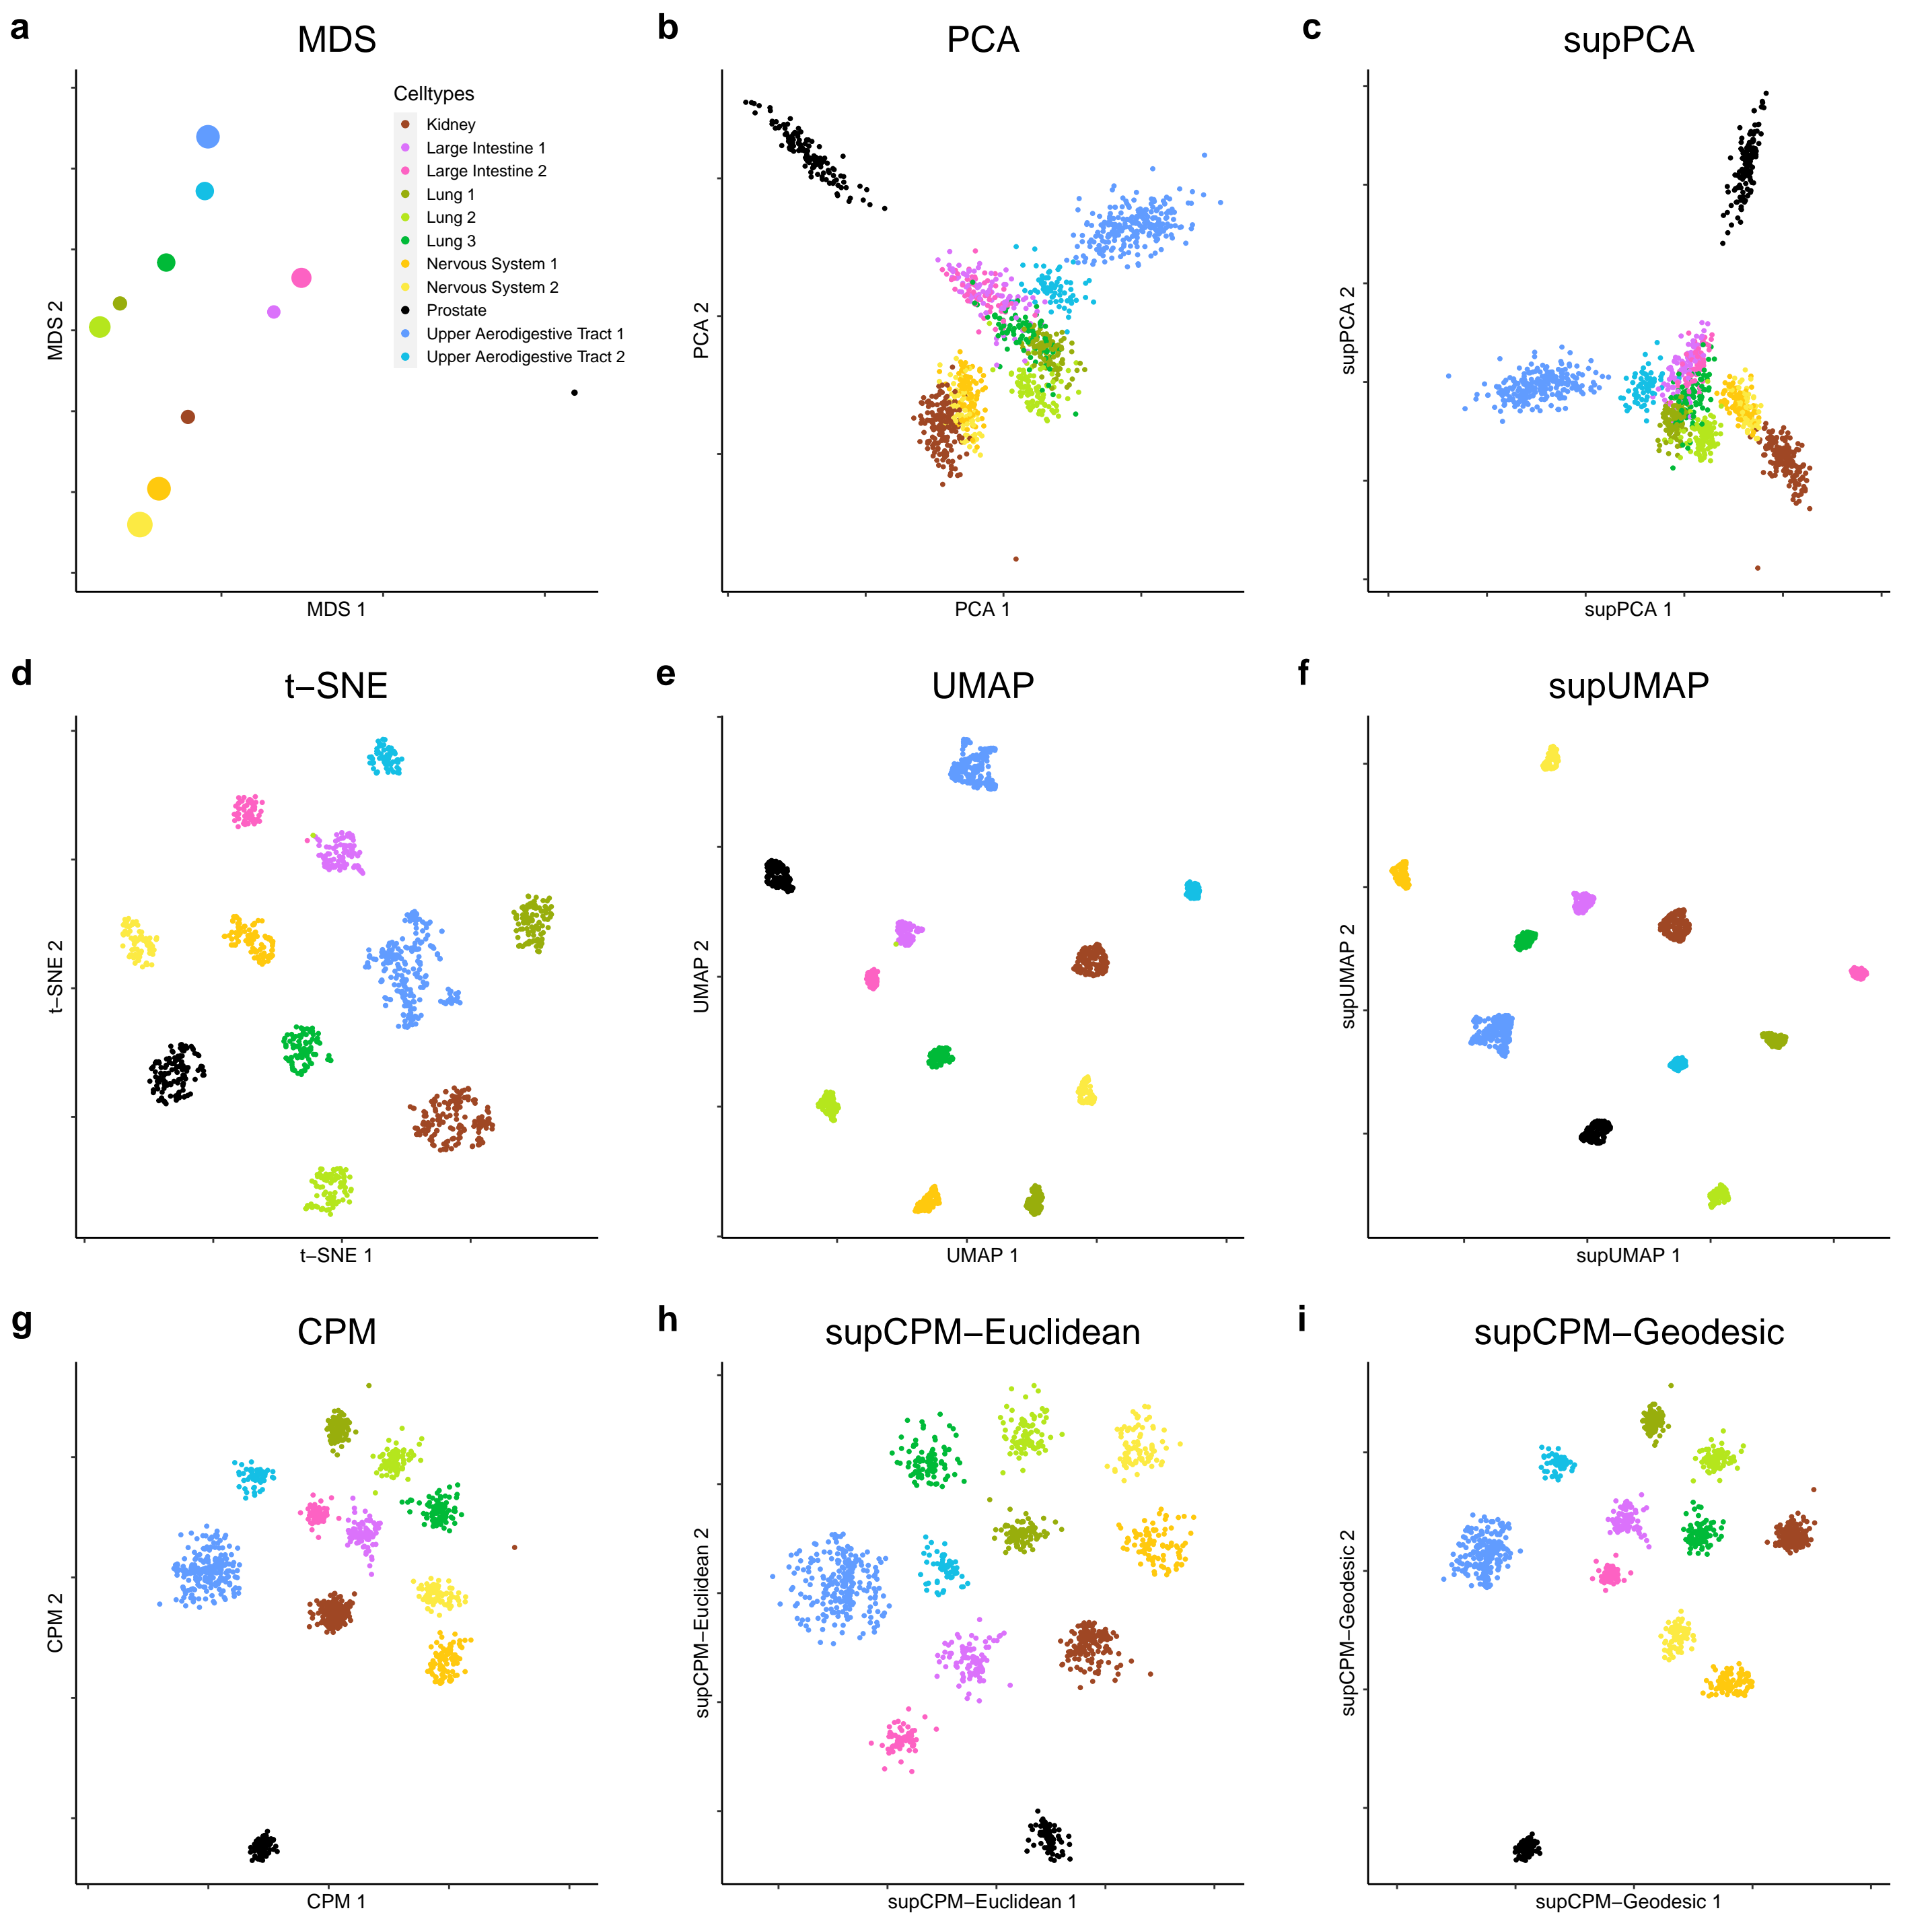 a
MDS
MDS 2
MDS 1
Celltypes
Kidney
Large Intestine 1
Large Intestine 2
Lung 1
Lung 2
Lung 3
Nervous System 1
Nervous System 2
Prostate
Upper Aerodigestive Tract 1
Upper Aerodigestive Tract 2
b
PCA
PCA 2
PCA 1
c
supPCA
supPCA 2
supPCA 1
d
t−SNE
t−SNE 2
t−SNE 1
e
UMAP
UMAP 2
UMAP 1
f
supUMAP
supUMAP 2
supUMAP 1
g
CPM
CPM 2
CPM 1
h
supCPM−Euclidean
supCPM−Euclidean 2
supCPM−Euclidean 1
i
supCPM−Geodesic
supCPM−Geodesic 2
supCPM−Geodesic 1